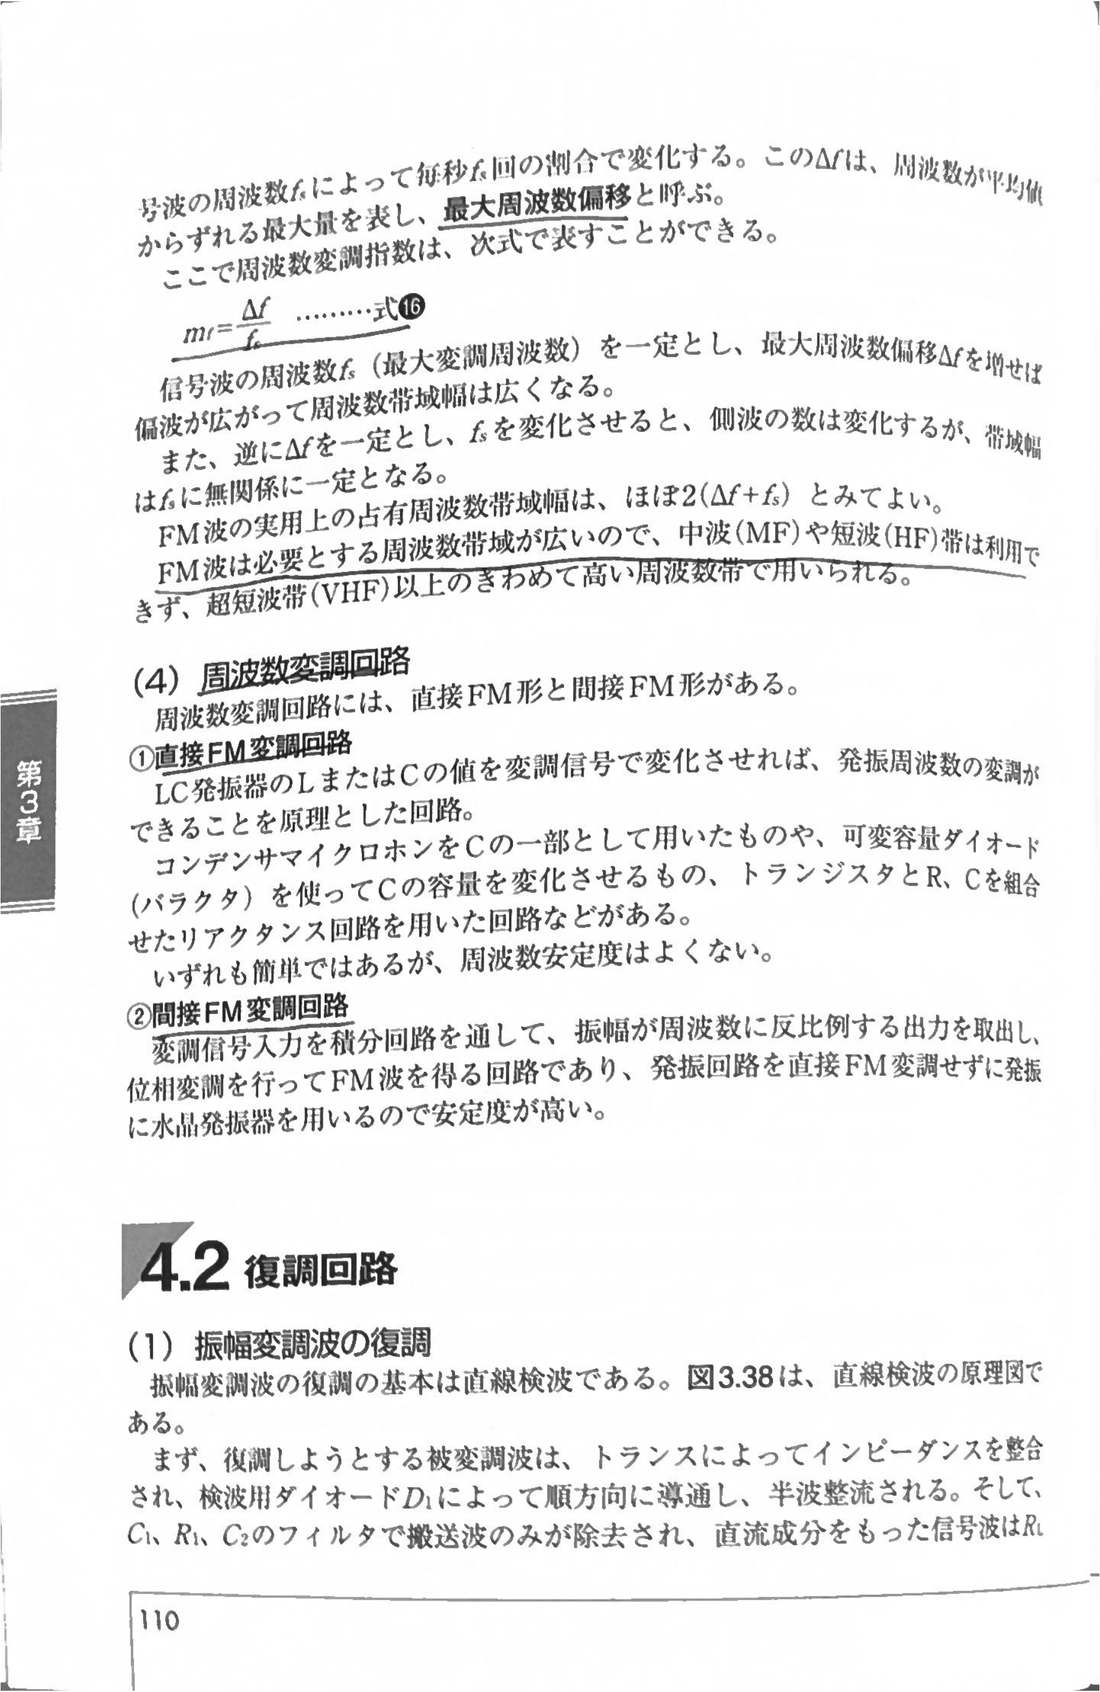 号波の周波数fsによって毎秒fs回の割合で変化する。このΔfは、周波数が平均値
からずれる最大量を表し、最大周波数偏移と呼ぶ。
ここで周波数変調指数は、次式で表すことができる。
mf=Δf/fs ………式⓰
信号波の周波数fs（最大変調周波数）を一定とし、最大周波数偏移Δfを増せば
偏波が広がって周波数帯域幅は広くなる。
また、逆にΔfを一定とし、fsを変化させると、側波の数は変化するが、帯域幅
はfsに無関係に一定となる。
FM波の実用上の占有周波数帯域幅は、ほぼ2(Δf+fs）とみてよい。
FM波は必要とする周波数帯域が広いので、中波(MF)や短波(HF)帯は利用で
きず、超短波帯(VHF)以上のきわめて高い周波数帯で用いられる。
（4）周波数変調回路
周波数変調回路には、直接FM形と間接FM形がある。
①直接FM変調回路
LC発振器のLまたはCの値を変調信号で変化させれば、発振周波数の変調が
できることを原理とした回路。
コンデンサマイクロホンをCの一部として用いたものや、可変容量ダイオード
（バラクタ）を使ってCの容量を変化させるもの、トランジスタとR、Cを組合
せたリアクタンス回路を用いた回路などがある。
いずれも簡単ではあるが、周波数安定度はよくない。
②間接FM変調回路
変調信号入力を積分回路を通して、振幅が周波数に反比例する出力を取出し、
位相変調を行ってFM波を得る回路であり、発振回路を直接FM変調せずに発振
に水晶発振器を用いるので安定度が高い。
第3章
4.2 復調回路
（1）振幅変調波の復調
振幅変調波の復調の基本は直線検波である。図3.38は、直線検波の原理図で
ある。
まず、復調しようとする被変調波は、トランスによってインピーダンスを整合
され、検波用ダイオードD1によって順方向に導通し、半波整流される。そして、
C1、R1、C2のフィルタで搬送波のみが除去され、直流成分をもった信号波はRL
110